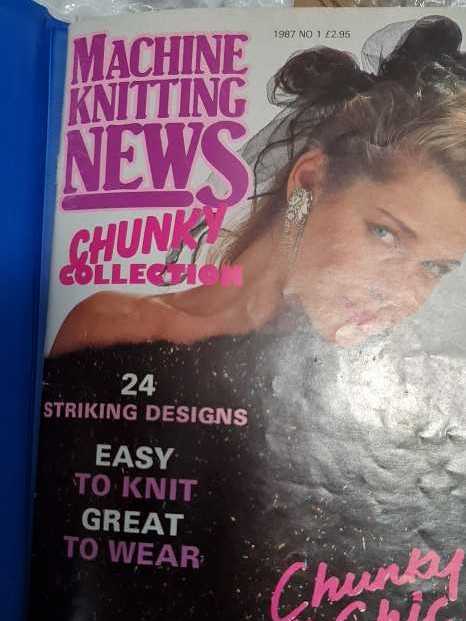 1987 NO 1 £2.95
MACHINE
KNITTING
NEWS
CHUNKY
COLLECTION
24
STRIKING DESIGNS
EASY
TO KNIT
GREAT
TO WEAR
Chunky
Chic